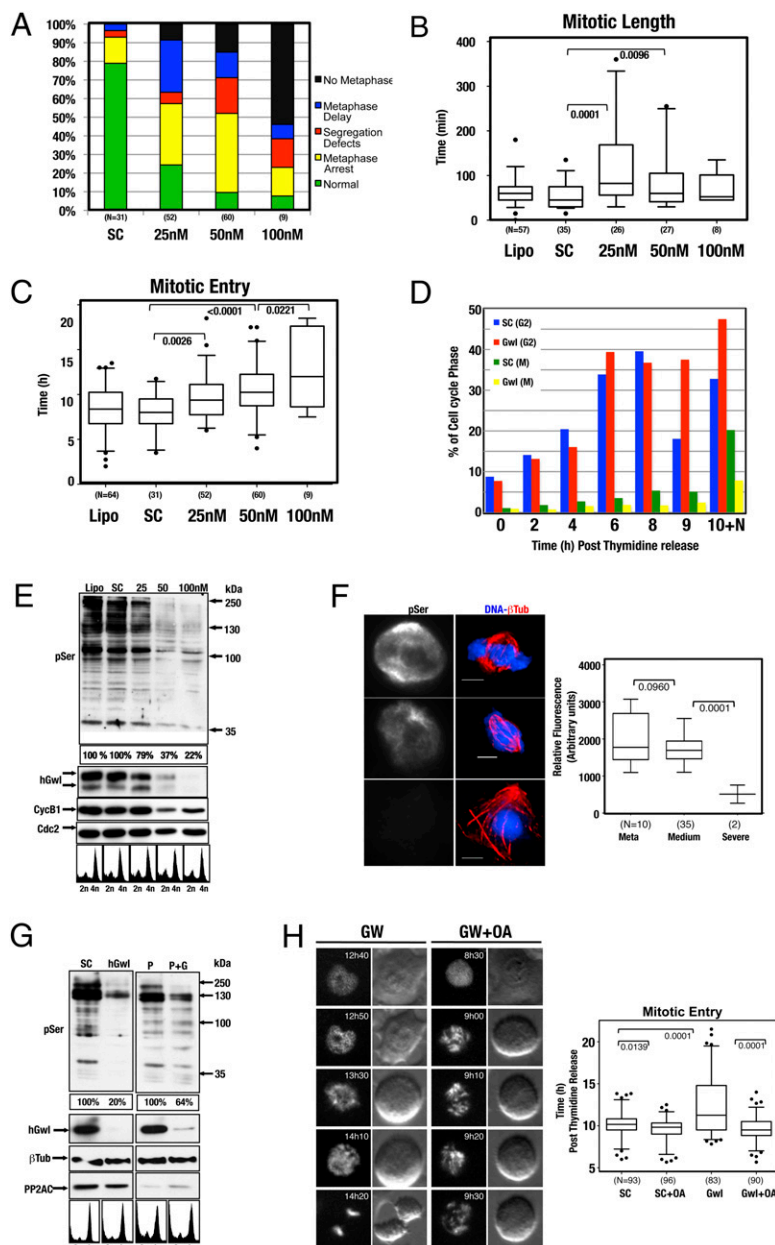 A
100%
90%
80%
70%
60%
50%
40%
30%
20%
10%
0%
No Metaphase
Metaphase Delay
Segregation Defects
Metaphase Arrest
Normal
(N=31) (52) (60) (9)
SC 25nM 50nM 100nM
B
Mitotic Length
Time (min)
400
300
200
100
0
0.0096
0.0001
(N=57) (35) (26) (27) (8)
Lipo SC 25nM 50nM 100nM
C
Mitotic Entry
Time (h)
20
15
10
5
0
<0.0001 0.0221
0.0026
(N=64) (31) (52) (60) (9)
Lipo SC 25nM 50nM 100nM
D
% of Cell cycle Phase
50
40
30
20
10
0
SC (G2)
Gwl (G2)
SC (M)
Gwl (M)
0 2 4 6 8 9 10+N
Time (h) Post Thymidine release
E
Lipo SC 25 50 100nM kDa
250
130
100
35
pSer
100 % 100% 79% 37% 22%
hGwl
CycB1
Cdc2
2n 4n 2n 4n 2n 4n 2n 4n 2n 4n
F
pSer DNA-βTub
Relative Fluorescence
(Arbitrary units)
4000
3000
2000
1000
0
0.0960
0.0001
(N=10) (35) (2)
Meta Medium Severe
G
SC hGwl P P+G kDa
250
130
100
35
pSer
100% 20% 100% 64%
hGwl
βTub
PP2AC
H
GW GW+OA
12h40 8h30
12h50 9h00
13h30 9h10
14h10 9h20
14h20 9h30
Mitotic Entry
Time (h)
Post Thymidine Release
20
15
10
5
0.0139 0.0001 0.0001
(N=93) (96) (83) (90)
SC SC+OA Gwl Gwl+OA